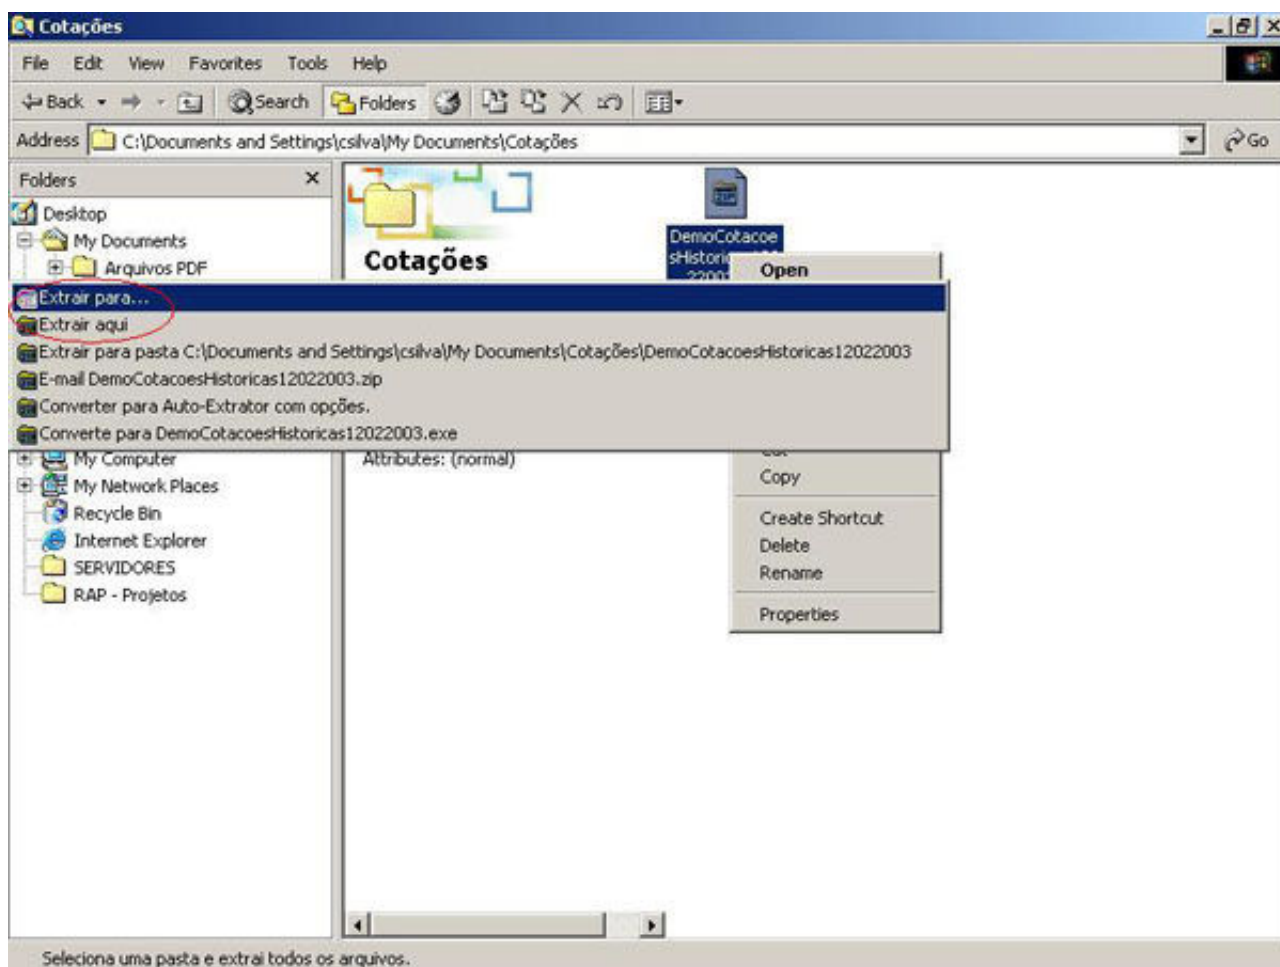 Cotações
File Edit View Favorites Tools Help
Back Search Folders
Address C:\Documents and Settings\csilva\My Documents\Cotações Go
Folders
Desktop
My Documents
Arquivos PDF
Cotações
DemoCotacoe
Open
Extrair para...
Extrair aqui
Extrair para pasta C:\Documents and Settings\csilva\My Documents\Cotações\DemoCotacoesHistoricas12022003
E-mail DemoCotacoesHistoricas12022003.zip
Converter para Auto-Extrator com opções.
Converte para DemoCotacoesHistoricas12022003.exe
My Computer
My Network Places
Recycle Bin
Internet Explorer
SERVIDORES
RAP - Projetos
Attributes: (normal)
Copy
Create Shortcut
Delete
Rename
Properties
Seleciona uma pasta e extrai todos os arquivos.